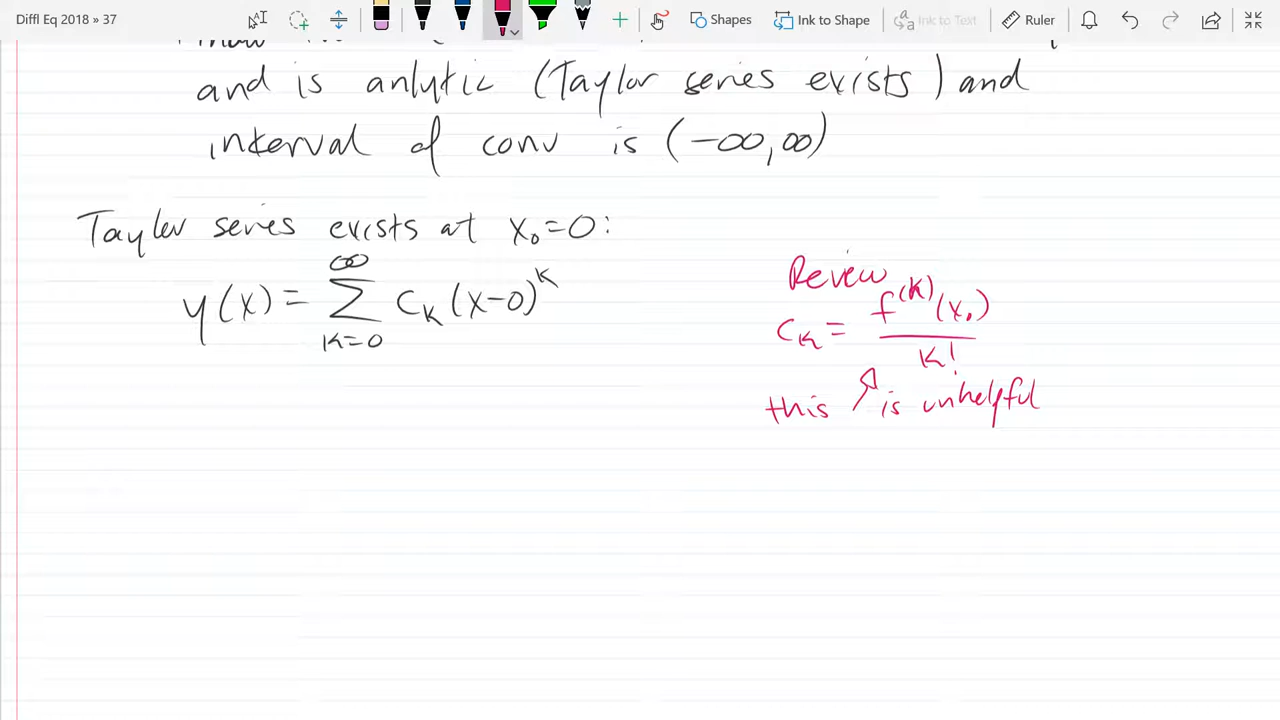 Diffl Eq 2018 » 37
Shapes
Ink to Shape
Ink to Text
Ruler
and is anlytic (Taylor series exists) and
interval of conv is (-∞,∞)
Taylor series exists at x₀=0:
y(x) = ∑_{k=0}^{∞} c_k (x-0)^k
Review
c_k = f^{(k)}(x₀) / k!
this ↗ is unhelpful